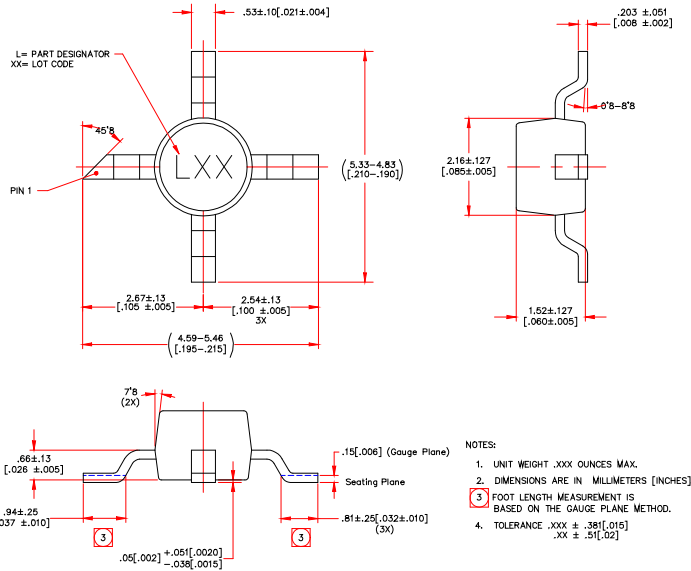 .53±.10[.021±.004]
.203 ±.051
[.008 ±.002]
L= PART DESIGNATOR
XX= LOT CODE
0'8-8'8
45'8
LXX
5.33-4.83
[.210-.190]
2.16±.127
[.085±.005]
PIN 1
2.67±.13
[.105 ±.005]
2.54±.13
[.100 ±.005]
3X
1.52±.127
[.060±.005]
4.59-5.46
[.195-.215]
7'8
(2X)
.66±.13
[.026 ±.005]
.15[.006] (Gauge Plane)
Seating Plane
.94±.25
.037 ±.010]
.81±.25[.032±.010]
(3X)
3
3
.05[.002] +.051[.0020]
-.038[.0015]
NOTES:
1. UNIT WEIGHT .XXX OUNCES MAX.
2. DIMENSIONS ARE IN MILLIMETERS [INCHES]
3 FOOT LENGTH MEASUREMENT IS
BASED ON THE GAUGE PLANE METHOD.
4. TOLERANCE .XXX ± .381[.015]
.XX ± .51[.02]